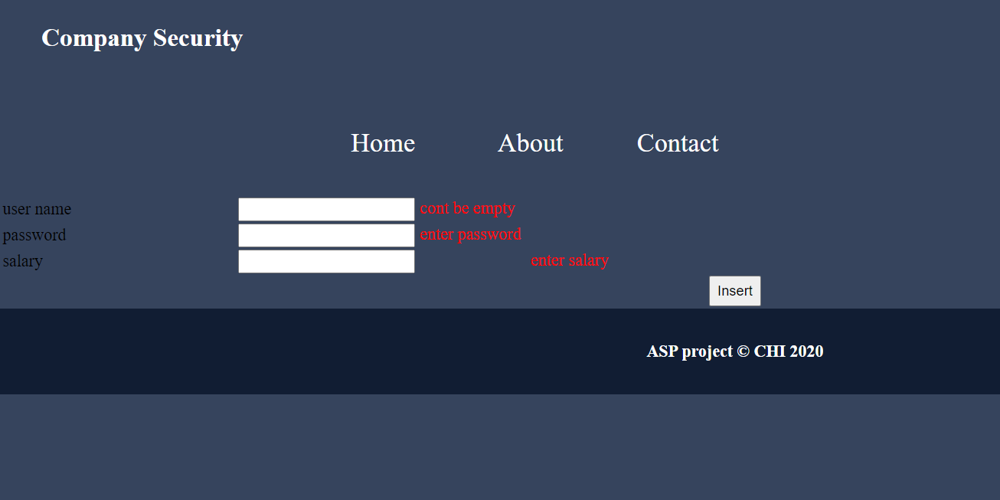 Company Security
Home About Contact
user name cont be empty
password enter password
salary enter salary
Insert
ASP project © CHI 2020